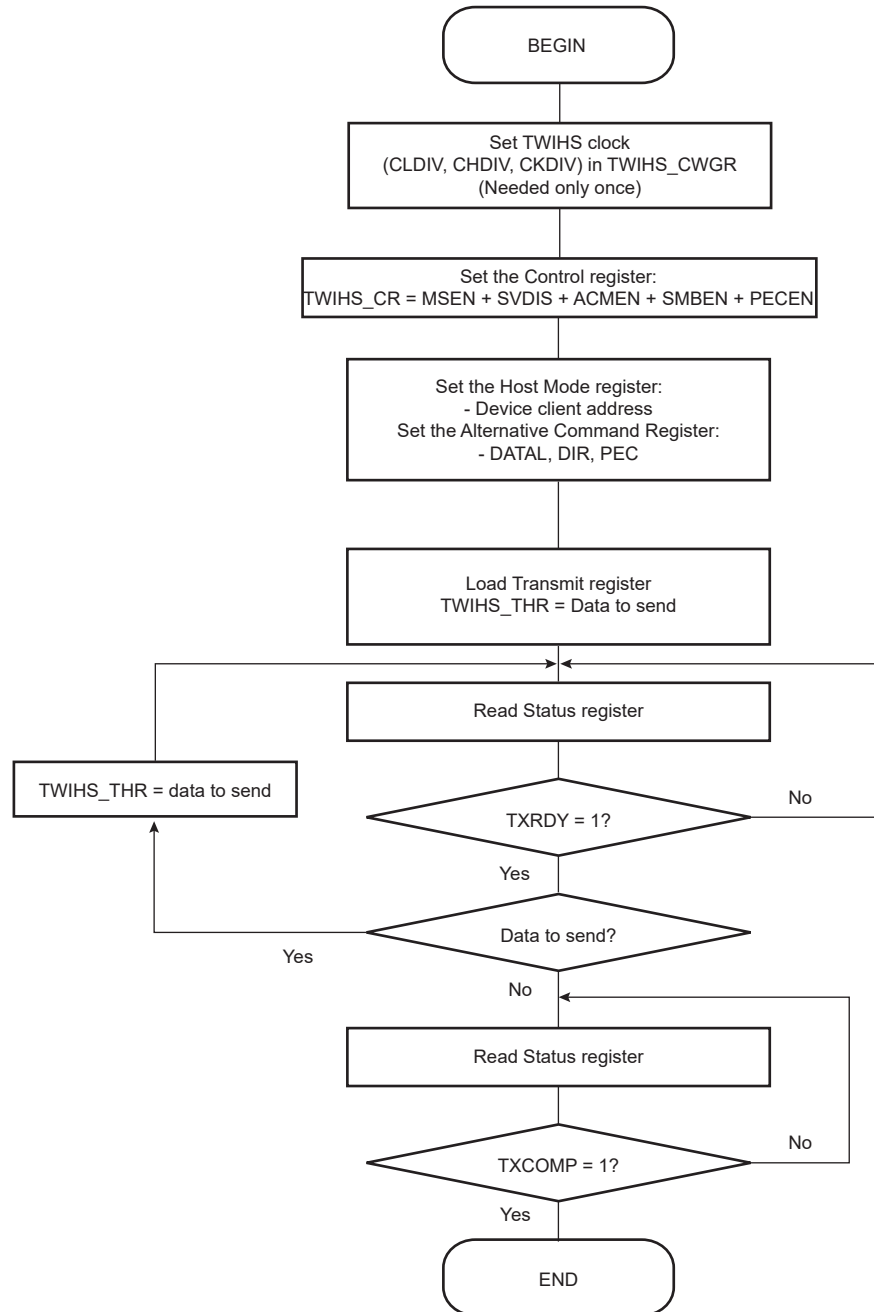 BEGIN
Set TWIHS clock
(CLDIV, CHDIV, CKDIV) in TWIHS_CWGR
(Needed only once)
Set the Control register:
TWIHS_CR = MSEN + SVDIS + ACMEN + SMBEN + PECEN
Set the Host Mode register:
- Device client address
Set the Alternative Command Register:
- DATAL, DIR, PEC
Load Transmit register
TWIHS_THR = Data to send
Read Status register
TWIHS_THR = data to send
No
TXRDY = 1?
Yes
Data to send?
Yes
No
Read Status register
No
TXCOMP = 1?
Yes
END